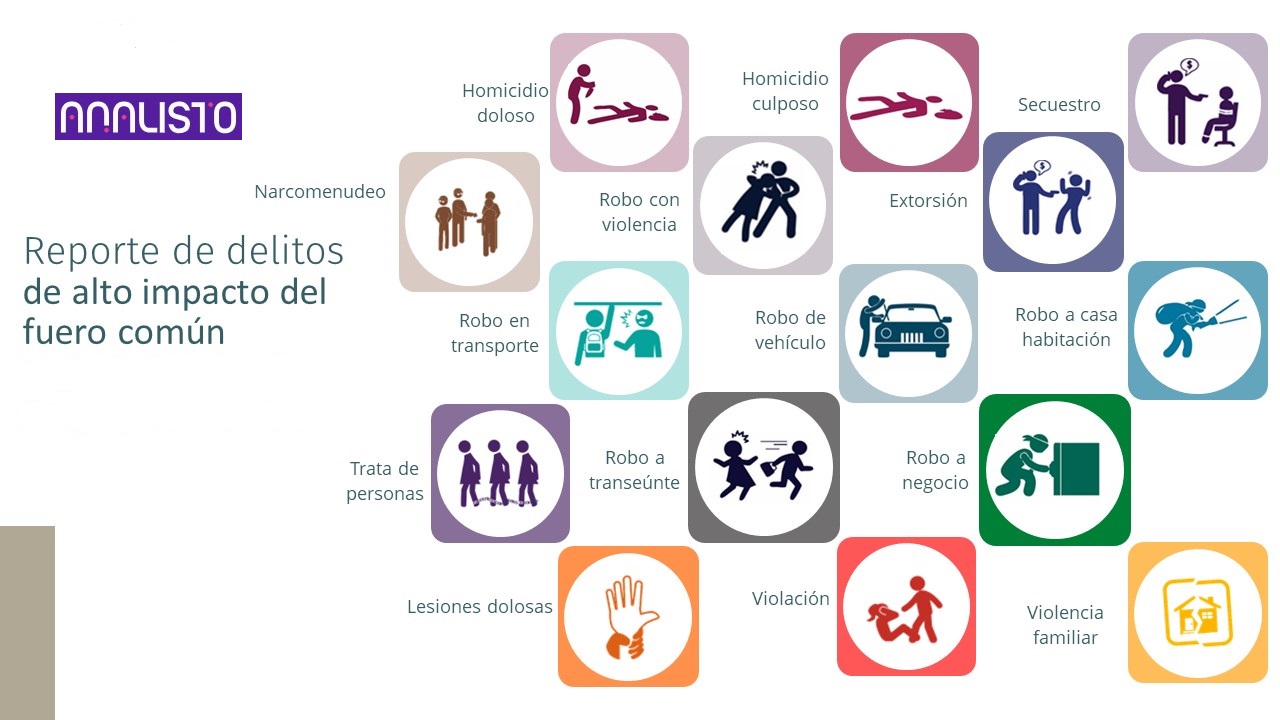 ANALISTO
Reporte de delitos
de alto impacto del
fuero común
Homicidio
doloso
Homicidio
culposo
Secuestro
$
Narcomenudeo
Robo con
violencia
Extorsión
$
Robo en
transporte
Robo de
vehículo
Robo a casa
habitación
Trata de
personas
Robo a
transeúnte
Robo a
negocio
Lesiones dolosas
Violación
Violencia
familiar